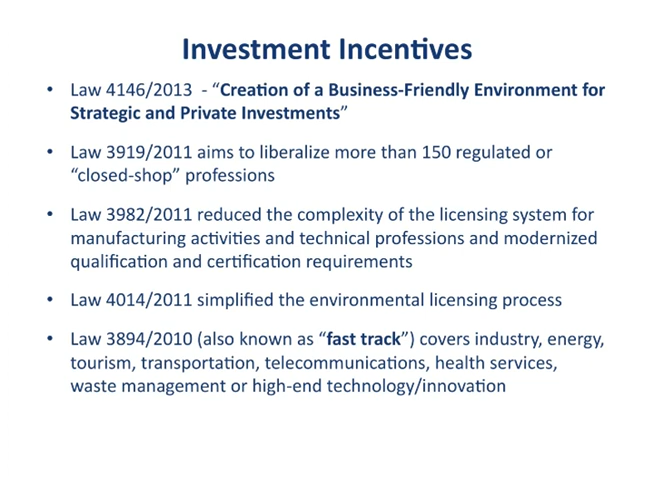 Investment Incentives
• Law 4146/2013 - “Creation of a Business-Friendly Environment for
Strategic and Private Investments”
• Law 3919/2011 aims to liberalize more than 150 regulated or
“closed-shop” professions
• Law 3982/2011 reduced the complexity of the licensing system for
manufacturing activities and technical professions and modernized
qualification and certification requirements
• Law 4014/2011 simplified the environmental licensing process
• Law 3894/2010 (also known as “fast track”) covers industry, energy,
tourism, transportation, telecommunications, health services,
waste management or high-end technology/innovation